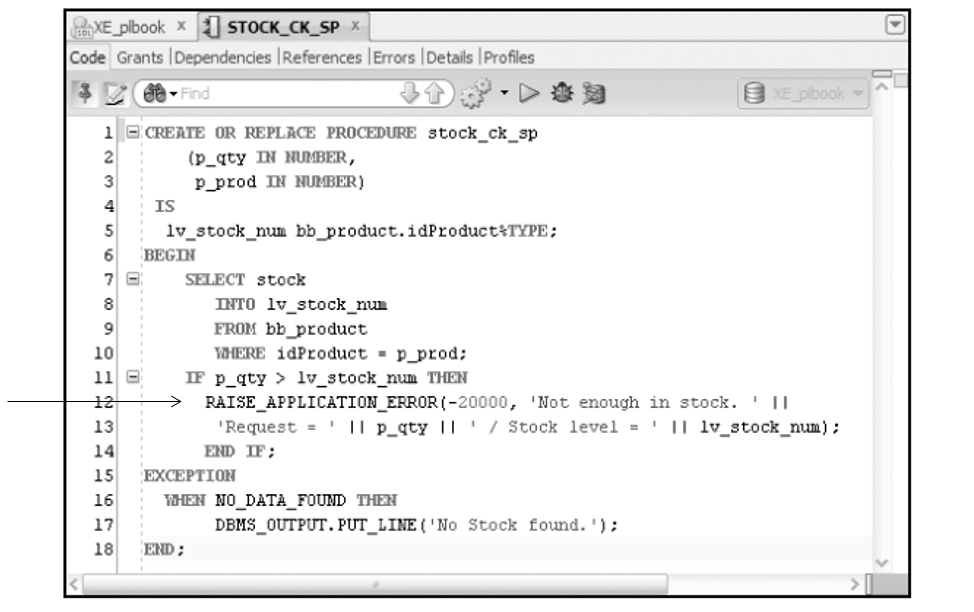 XE_plbook x STOCK_CK_SP x
Code Grants Dependencies References Errors Details Profiles
Find XE_plbook
1 CREATE OR REPLACE PROCEDURE stock_ck_sp
2 (p_qty IN NUMBER,
3 p_prod IN NUMBER)
4 IS
5 lv_stock_num bb_product.idProduct%TYPE;
6 BEGIN
7 SELECT stock
8 INTO lv_stock_num
9 FROM bb_product
10 WHERE idProduct = p_prod;
11 IF p_qty > lv_stock_num THEN
12 RAISE_APPLICATION_ERROR(-20000, 'Not enough in stock. ' ||
13 'Request = ' || p_qty || ' / Stock level = ' || lv_stock_num);
14 END IF;
15 EXCEPTION
16 WHEN NO_DATA_FOUND THEN
17 DBMS_OUTPUT.PUT_LINE('No Stock found.');
18 END;